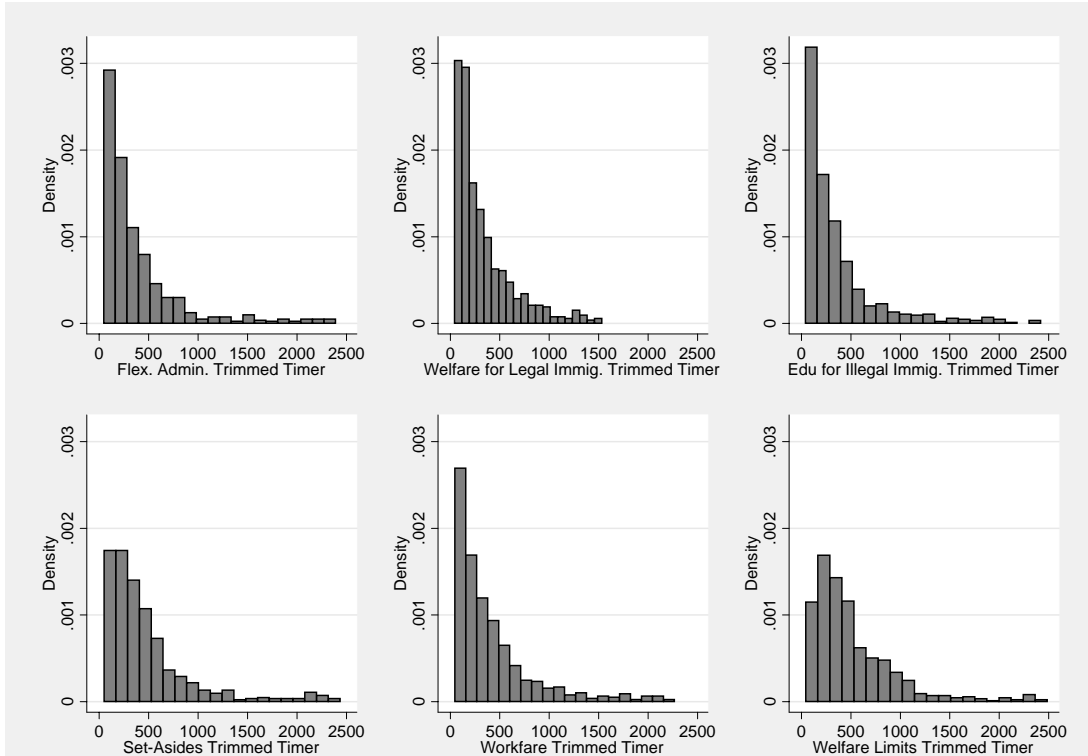 0 .001 .002 .003
Density
0 500 1000 1500 2000 2500
Flex. Admin. Trimmed Timer
0 .001 .002 .003
Density
0 500 1000 1500 2000 2500
Welfare for Legal Immig. Trimmed Timer
0 .001 .002 .003
Density
0 500 1000 1500 2000 2500
Edu for Illegal Immig. Trimmed Timer
0 .001 .002 .003
Density
0 500 1000 1500 2000 2500
Set-Asides Trimmed Timer
0 .001 .002 .003
Density
0 500 1000 1500 2000 2500
Workfare Trimmed Timer
0 .001 .002 .003
Density
0 500 1000 1500 2000 2500
Welfare Limits Trimmed Timer